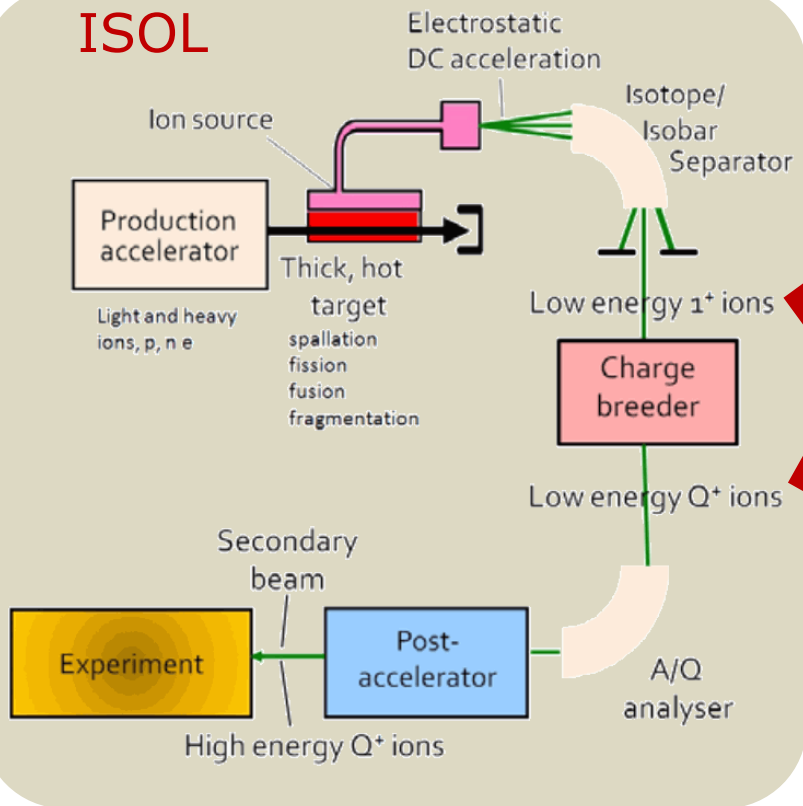 ISOL
Electrostatic
DC acceleration
Ion source
Isotope/
Isobar
Separator
Production
accelerator
Thick, hot
target
Light and heavy
ions, p, n e
spallation
fission
fusion
fragmentation
Low energy 1⁺ ions
Charge
breeder
Low energy Q⁺ ions
Secondary
beam
Experiment
Post-
accelerator
A/Q
analyser
High energy Q⁺ ions